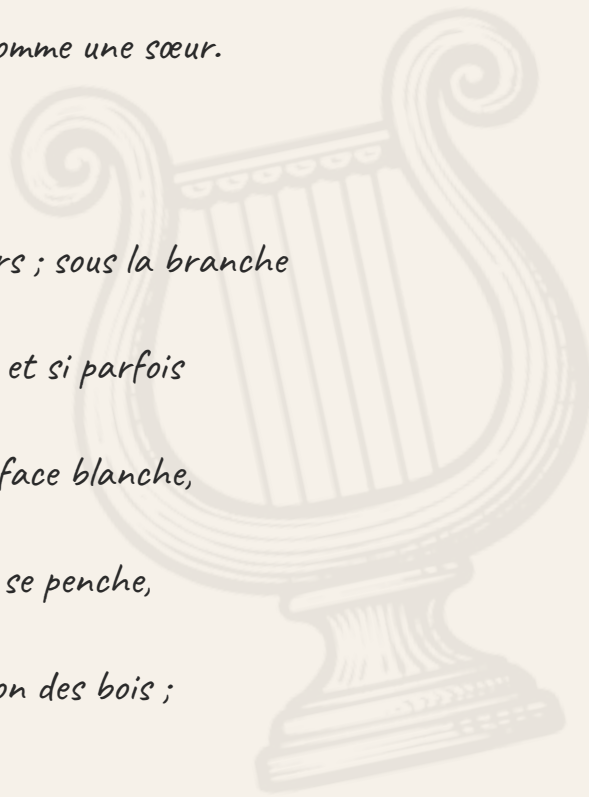 omme une sœur.
rs ; sous la branche
et si parfois
face blanche,
se penche,
on des bois ;